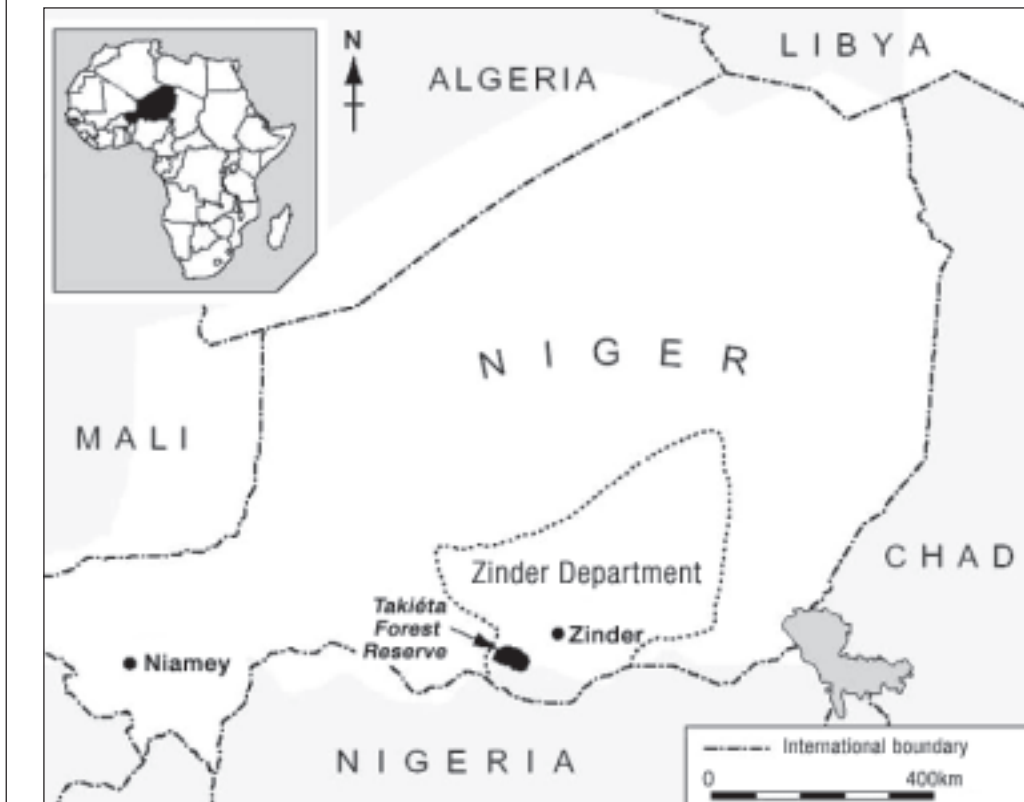 N
LIBYA
ALGERIA
NIGER
MALI
CHAD
Zinder Department
Takiéta
Forest
Reserve
Zinder
Niamey
NIGERIA
International boundary
0 400km